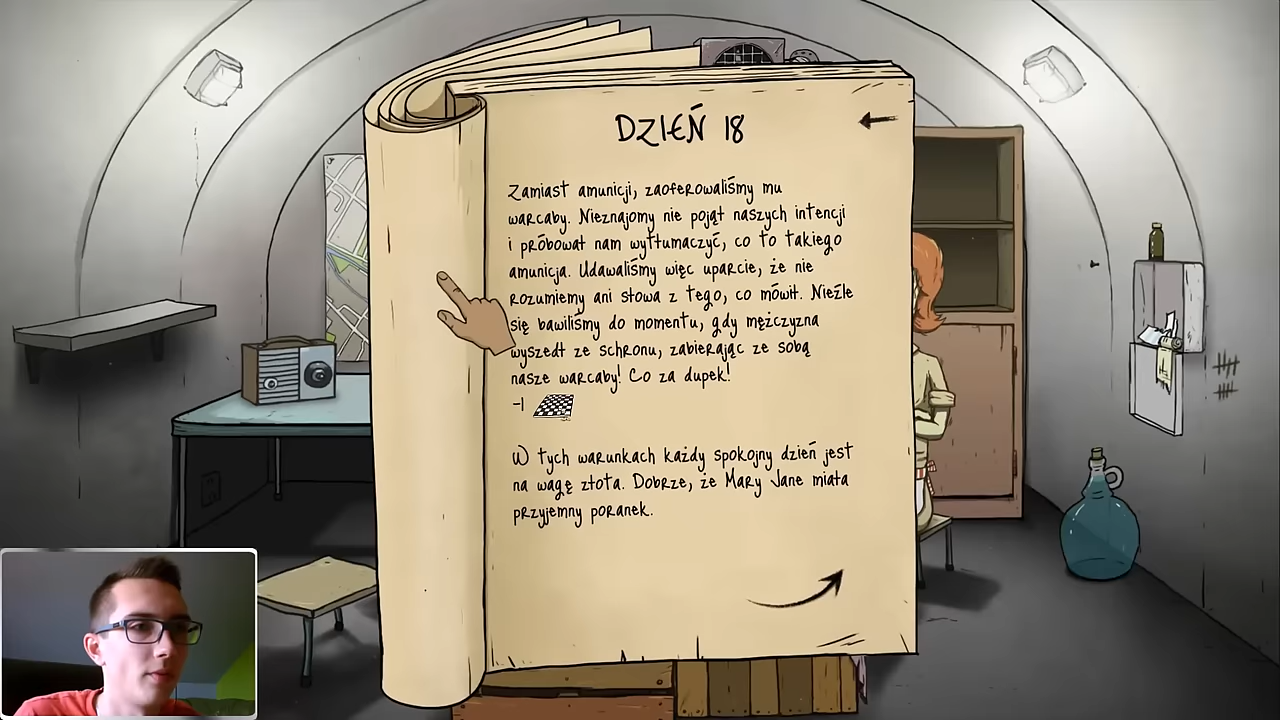 DZIEŃ 18
Zamiast amunicji, zaoferowaliśmy mu
warcaby. Nieznajomy nie pojął naszych intencji
i próbował nam wytłumaczyć, co to takiego
amunicja. Udawaliśmy więc uparcie, że nie
rozumiemy ani słowa z tego, co mówił. Nieźle
się bawiliśmy do momentu, gdy mężczyzna
wyszedł ze schronu, zabierając ze sobą
nasze warcaby! Co za dupek!
-1
W tych warunkach każdy spokojny dzień jest
na wagę złota. Dobrze, że Mary Jane miała
przyjemny poranek.